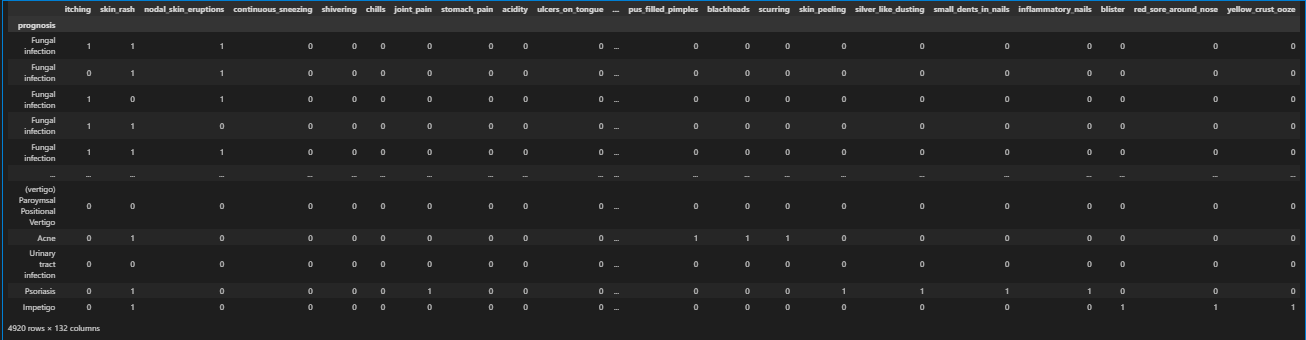 itching skin_rash nodal_skin_eruptions continuous_sneezing shivering chills joint_pain stomach_pain acidity ulcers_on_tongue ... pus_filled_pimples blackheads scurring skin_peeling silver_like_dusting small_dents_in_nails inflammatory_nails blister red_sore_around_nose yellow_crust_ooze
prognosis
Fungal
infection 1 1 1 0 0 0 0 0 0 0 ... 0 0 0 0 0 0 0 0 0 0
Fungal
infection 0 1 1 0 0 0 0 0 0 0 ... 0 0 0 0 0 0 0 0 0 0
Fungal
infection 1 0 1 0 0 0 0 0 0 0 ... 0 0 0 0 0 0 0 0 0 0
Fungal
infection 1 1 0 0 0 0 0 0 0 0 ... 0 0 0 0 0 0 0 0 0 0
Fungal
infection 1 1 1 0 0 0 0 0 0 0 ... 0 0 0 0 0 0 0 0 0 0
... ... ... ... ... ... ... ... ... ... ... ... ... ... ... ... ... ... ... ... ... ...
(vertigo)
Paroymsal
Positional
Vertigo 0 0 0 0 0 0 0 0 0 0 ... 0 0 0 0 0 0 0 0 0 0
Acne 0 1 0 0 0 0 0 0 0 0 ... 1 1 1 0 0 0 0 0 0 0
Urinary
tract
infection 0 0 0 0 0 0 0 0 0 0 ... 0 0 0 0 0 0 0 0 0 0
Psoriasis 0 1 0 0 0 0 1 0 0 0 ... 0 0 0 1 1 1 1 0 0 0
Impetigo 0 1 0 0 0 0 0 0 0 0 ... 0 0 0 0 0 0 0 1 1 1
4920 rows × 132 columns